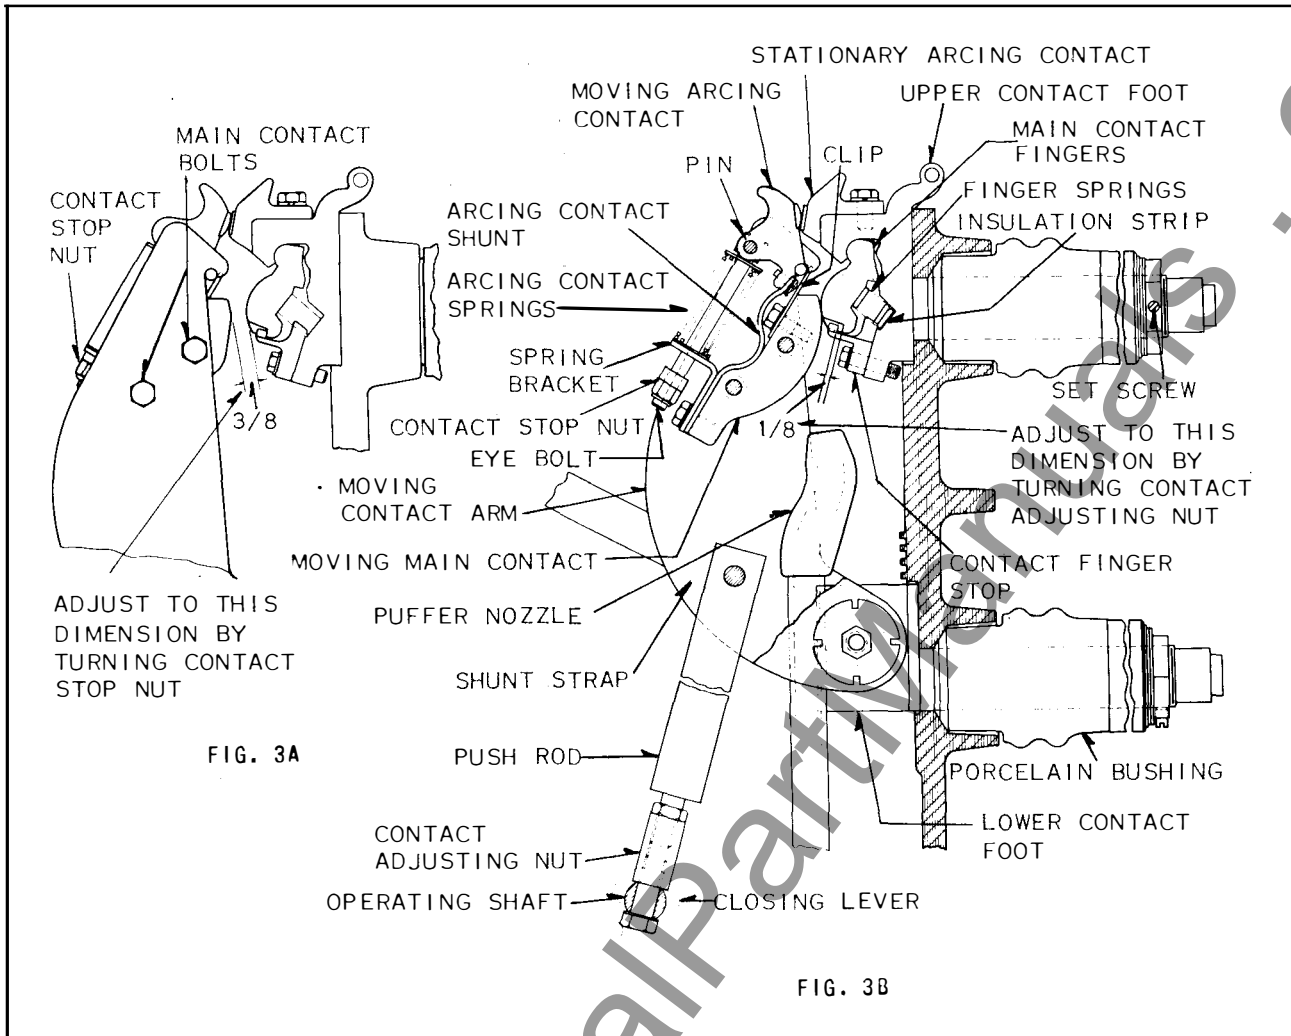 STATIONARY ARCING CONTACT
MOVING ARCING
CONTACT
UPPER CONTACT FOOT
MAIN CONTACT
FINGERS
MAIN CONTACT
BOLTS
PIN
CLIP
FINGER SPRINGS
CONTACT
STOP
NUT
ARCING CONTACT
SHUNT
INSULATION STRIP
ARCING CONTACT
SPRINGS
SPRING
BRACKET
SET SCREW
3/8
CONTACT STOP NUT
1/8
ADJUST TO THIS
DIMENSION BY
TURNING CONTACT
ADJUSTING NUT
EYE BOLT
MOVING
CONTACT ARM
MOVING MAIN CONTACT
CONTACT FINGER
STOP
ADJUST TO THIS
DIMENSION BY
TURNING CONTACT
STOP NUT
PUFFER NOZZLE
SHUNT STRAP
FIG. 3A
PUSH ROD
PORCELAIN BUSHING
LOWER CONTACT
FOOT
CONTACT
ADJUSTING NUT
OPERATING SHAFT
CLOSING LEVER
FIG. 3B
alPartManuals